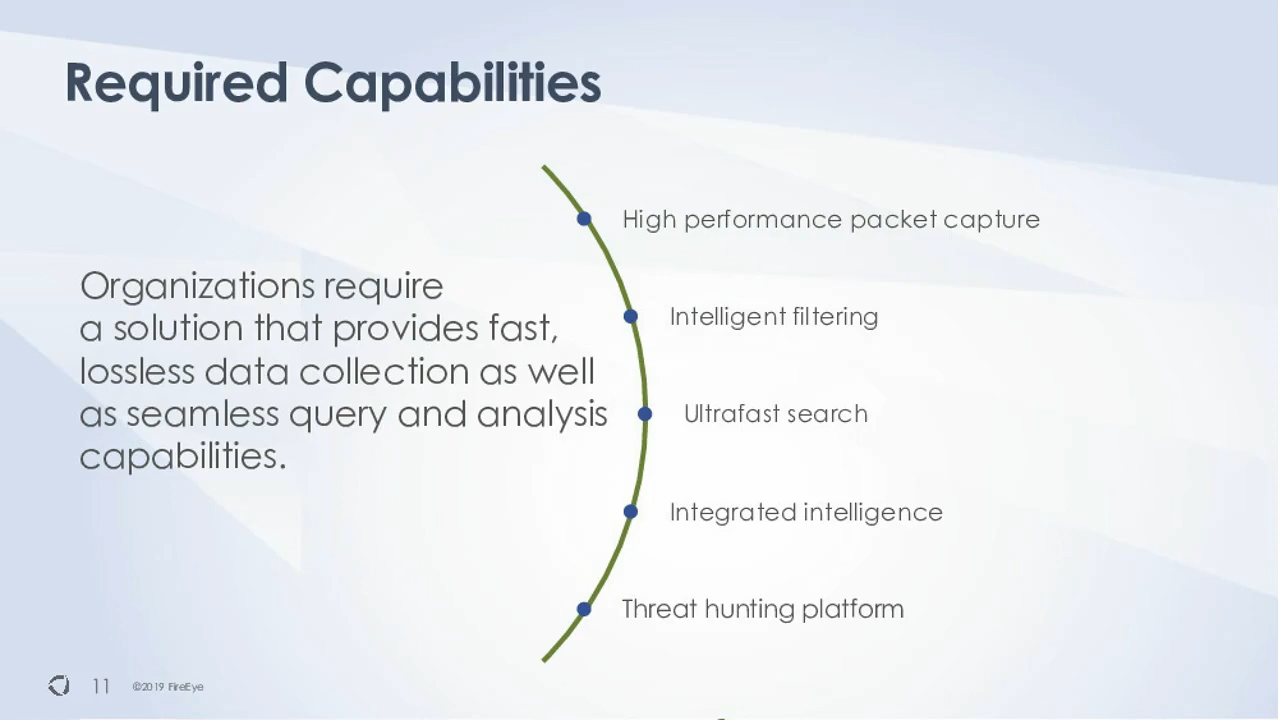 Required Capabilities
Organizations require
a solution that provides fast,
lossless data collection as well
as seamless query and analysis
capabilities.
High performance packet capture
Intelligent filtering
Ultrafast search
Integrated intelligence
Threat hunting platform
11 ©2019 FireEye